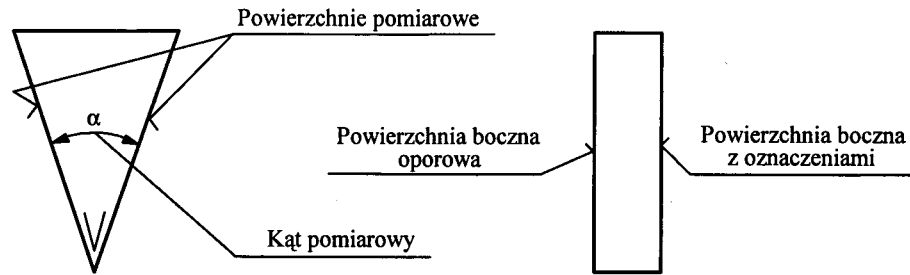 Powierzchnie pomiarowe
α
Powierzchnia boczna
oporowa
Powierzchnia boczna
z oznaczeniami
Kąt pomiarowy